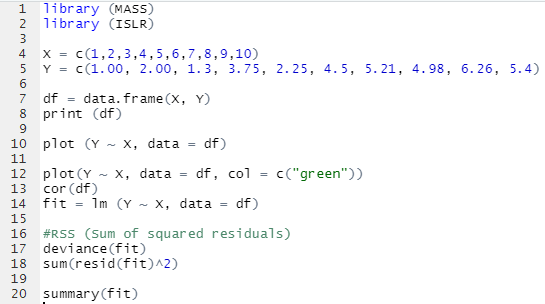 1 library (MASS)
2 library (ISLR)
3
4 X = c(1,2,3,4,5,6,7,8,9,10)
5 Y = c(1.00, 2.00, 1.3, 3.75, 2.25, 4.5, 5.21, 4.98, 6.26, 5.4)
6
7 df = data.frame(X, Y)
8 print (df)
9
10 plot (Y ~ X, data = df)
11
12 plot(Y ~ X, data = df, col = c("green"))
13 cor(df)
14 fit = lm (Y ~ X, data = df)
15
16 #RSS (Sum of squared residuals)
17 deviance(fit)
18 sum(resid(fit)^2)
19
20 summary(fit)